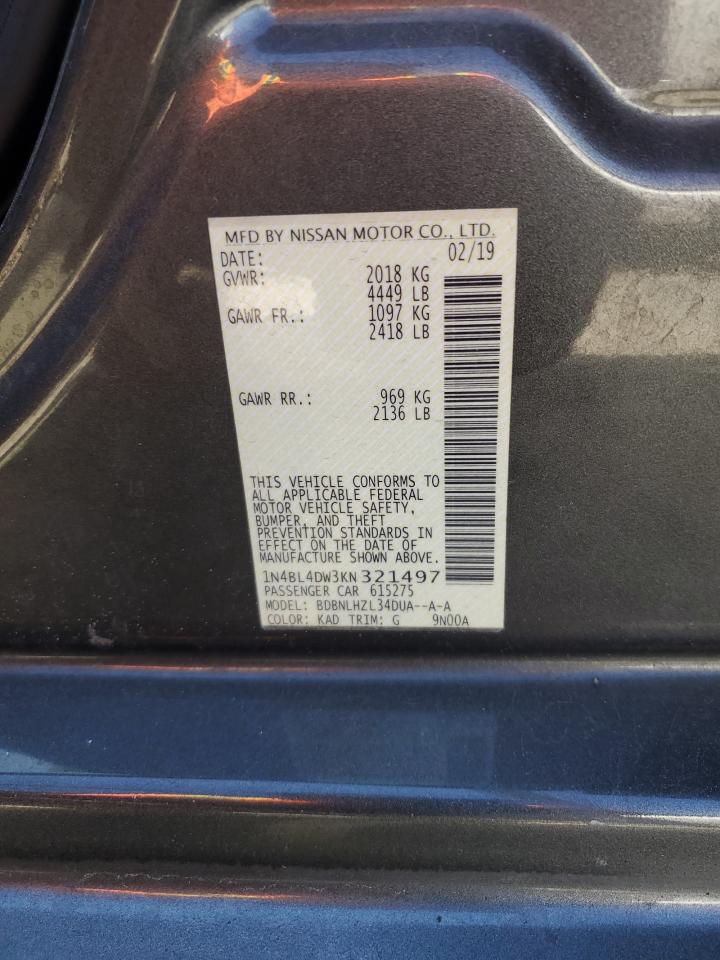 MFD BY NISSAN MOTOR CO., LTD.
DATE: 02/19
GVWR: 2018 KG
4449 LB
GAWR FR.: 1097 KG
2418 LB
GAWR RR.: 969 KG
2136 LB
THIS VEHICLE CONFORMS TO
ALL APPLICABLE FEDERAL
MOTOR VEHICLE SAFETY,
BUMPER, AND THEFT
PREVENTION STANDARDS IN
EFFECT ON THE DATE OF
MANUFACTURE SHOWN ABOVE.
1N4BL4DW3KN321497
PASSENGER CAR 615275
MODEL: BDBNLHZL34DUA--A-A
COLOR: KAD TRIM: G 9N00A